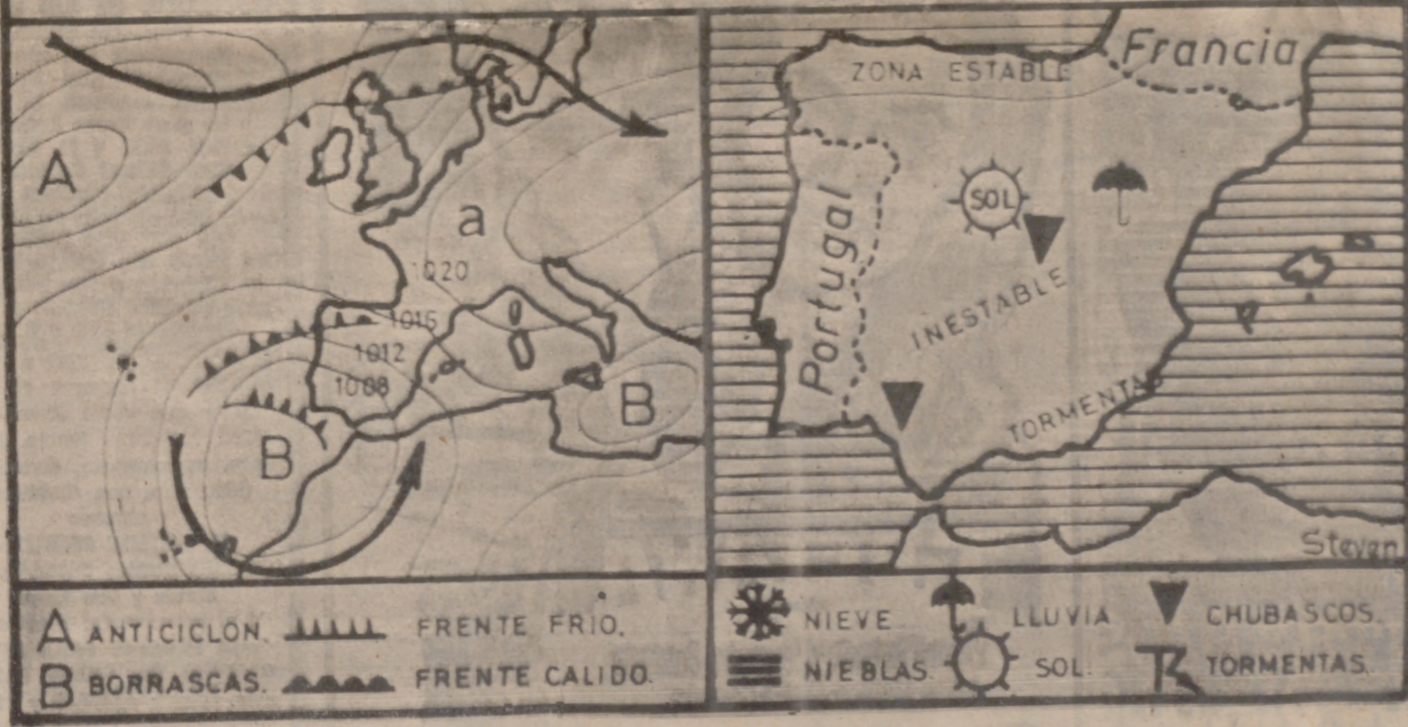 A
a
1020
1015
1012
1008
B
B
A ANTICICLÓN.
FRENTE FRIO.
B BORRASCAS.
FRENTE CALIDO.
Francia
ZONA ESTABLE
SOL
Portugal
INESTABLE
TORMENTAS
Steven
NIEVE
LLUVIA
CHUBASCOS.
NIEBLAS.
SOL.
TORMENTAS.